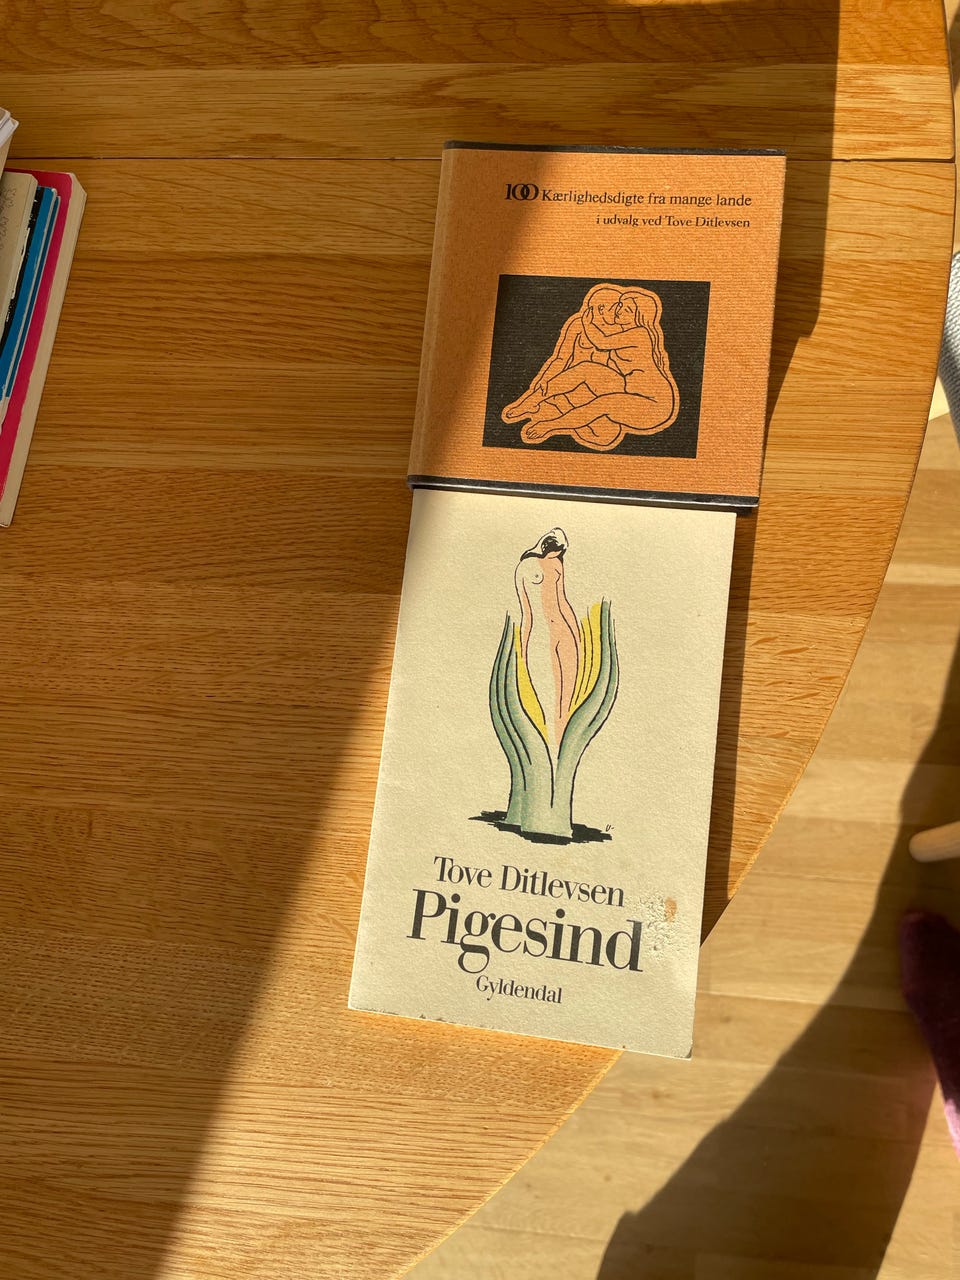 100 Kærlighedsdigte fra mange lande
i udvalg ved Tove Ditlevsen
Tove Ditlevsen
Pigesind
Gyldendal